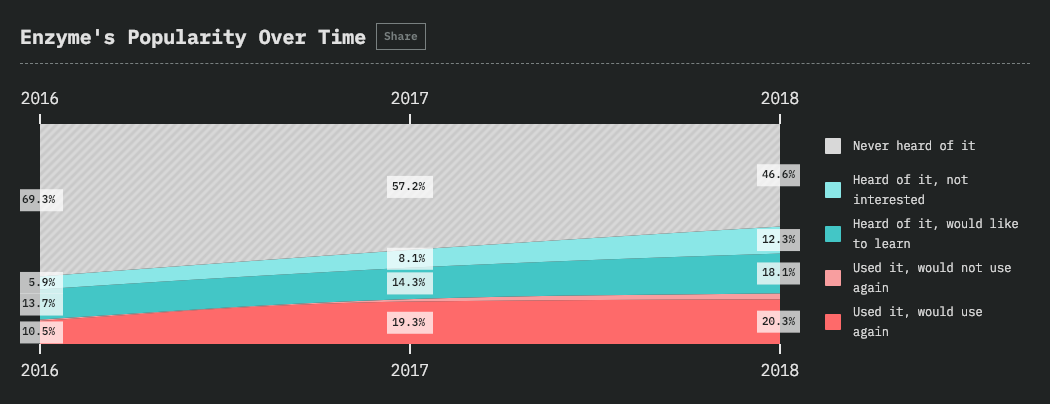 Enzyme's Popularity Over Time Share
2016 2017 2018
69.3% 57.2% 46.6%
5.9% 8.1% 12.3%
13.7% 14.3% 18.1%
10.5% 19.3% 20.3%
2016 2017 2018
Never heard of it
Heard of it, not
interested
Heard of it, would like
to learn
Used it, would not use
again
Used it, would use
again